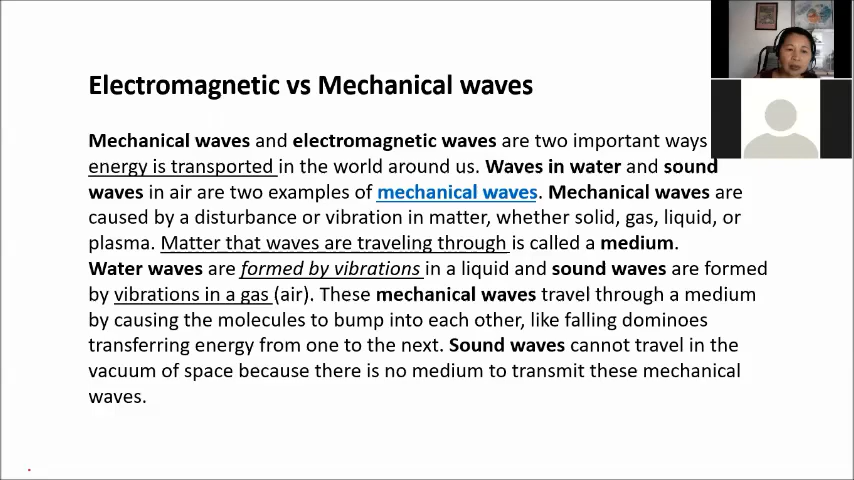 Electromagnetic vs Mechanical waves
Mechanical waves and electromagnetic waves are two important ways
energy is transported in the world around us. Waves in water and sound
waves in air are two examples of mechanical waves. Mechanical waves are
caused by a disturbance or vibration in matter, whether solid, gas, liquid, or
plasma. Matter that waves are traveling through is called a medium.
Water waves are formed by vibrations in a liquid and sound waves are formed
by vibrations in a gas (air). These mechanical waves travel through a medium
by causing the molecules to bump into each other, like falling dominoes
transferring energy from one to the next. Sound waves cannot travel in the
vacuum of space because there is no medium to transmit these mechanical
waves.